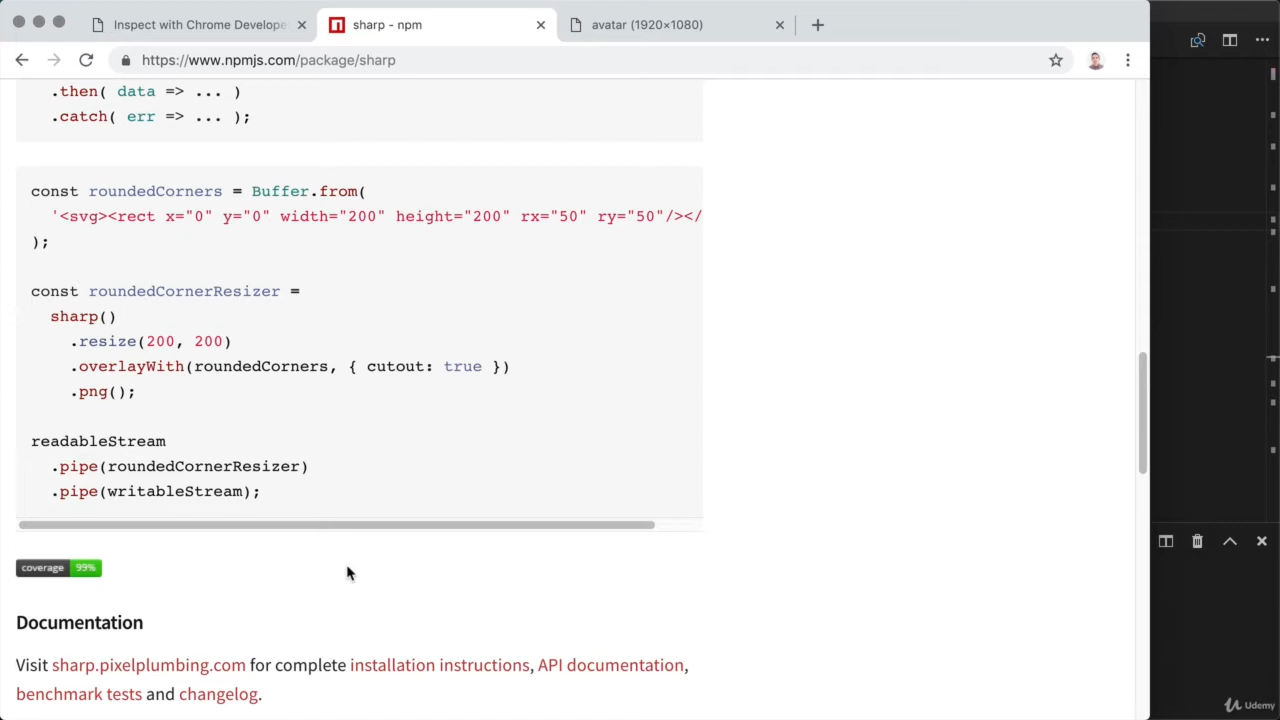 Inspect with Chrome Develope
sharp - npm
avatar (1920×1080)
https://www.npmjs.com/package/sharp
.then( data => ... )
.catch( err => ... );
const roundedCorners = Buffer.from(
'<svg><rect x="0" y="0" width="200" height="200" rx="50" ry="50"/></
);
const roundedCornerResizer =
sharp()
.resize(200, 200)
.overlayWith(roundedCorners, { cutout: true })
.png();
readableStream
.pipe(roundedCornerResizer)
.pipe(writableStream);
coverage 99%
Documentation
Visit sharp.pixelplumbing.com for complete installation instructions, API documentation,
benchmark tests and changelog.
Udemy